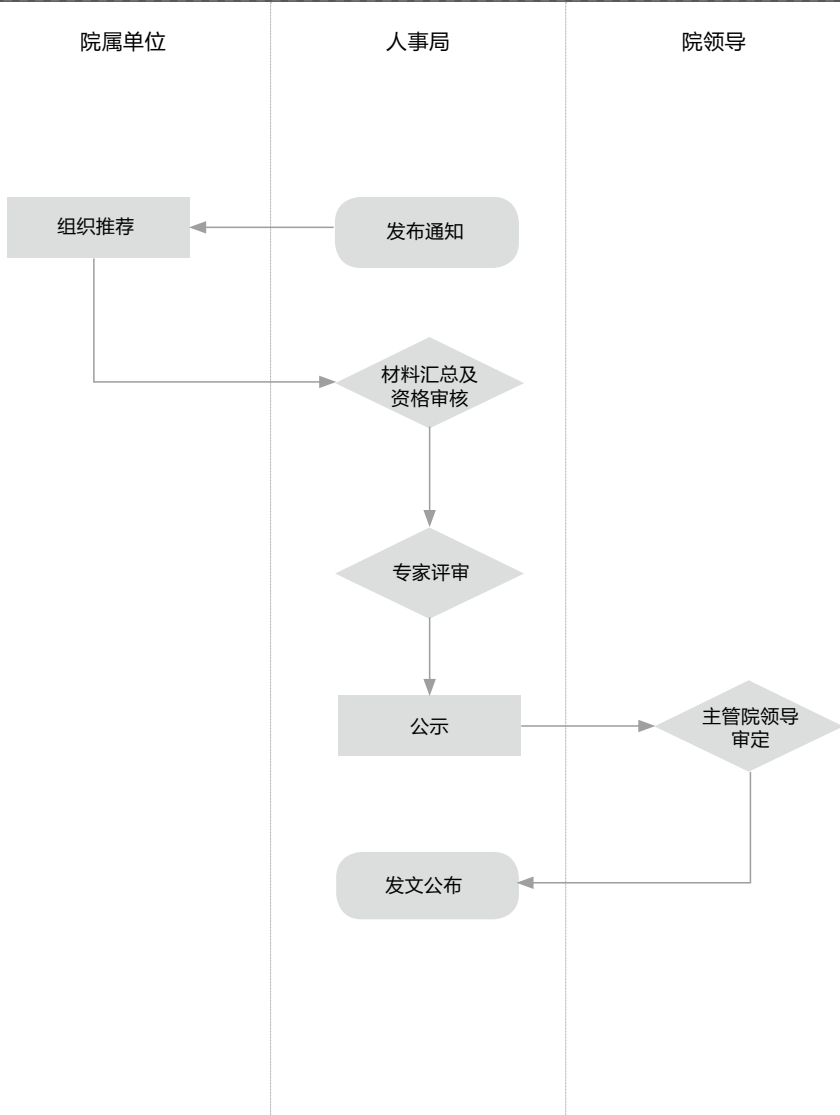 院属单位
人事局
院领导
组织推荐
发布通知
材料汇总及
资格审核
专家评审
公示
主管院领导
审定
发文公布